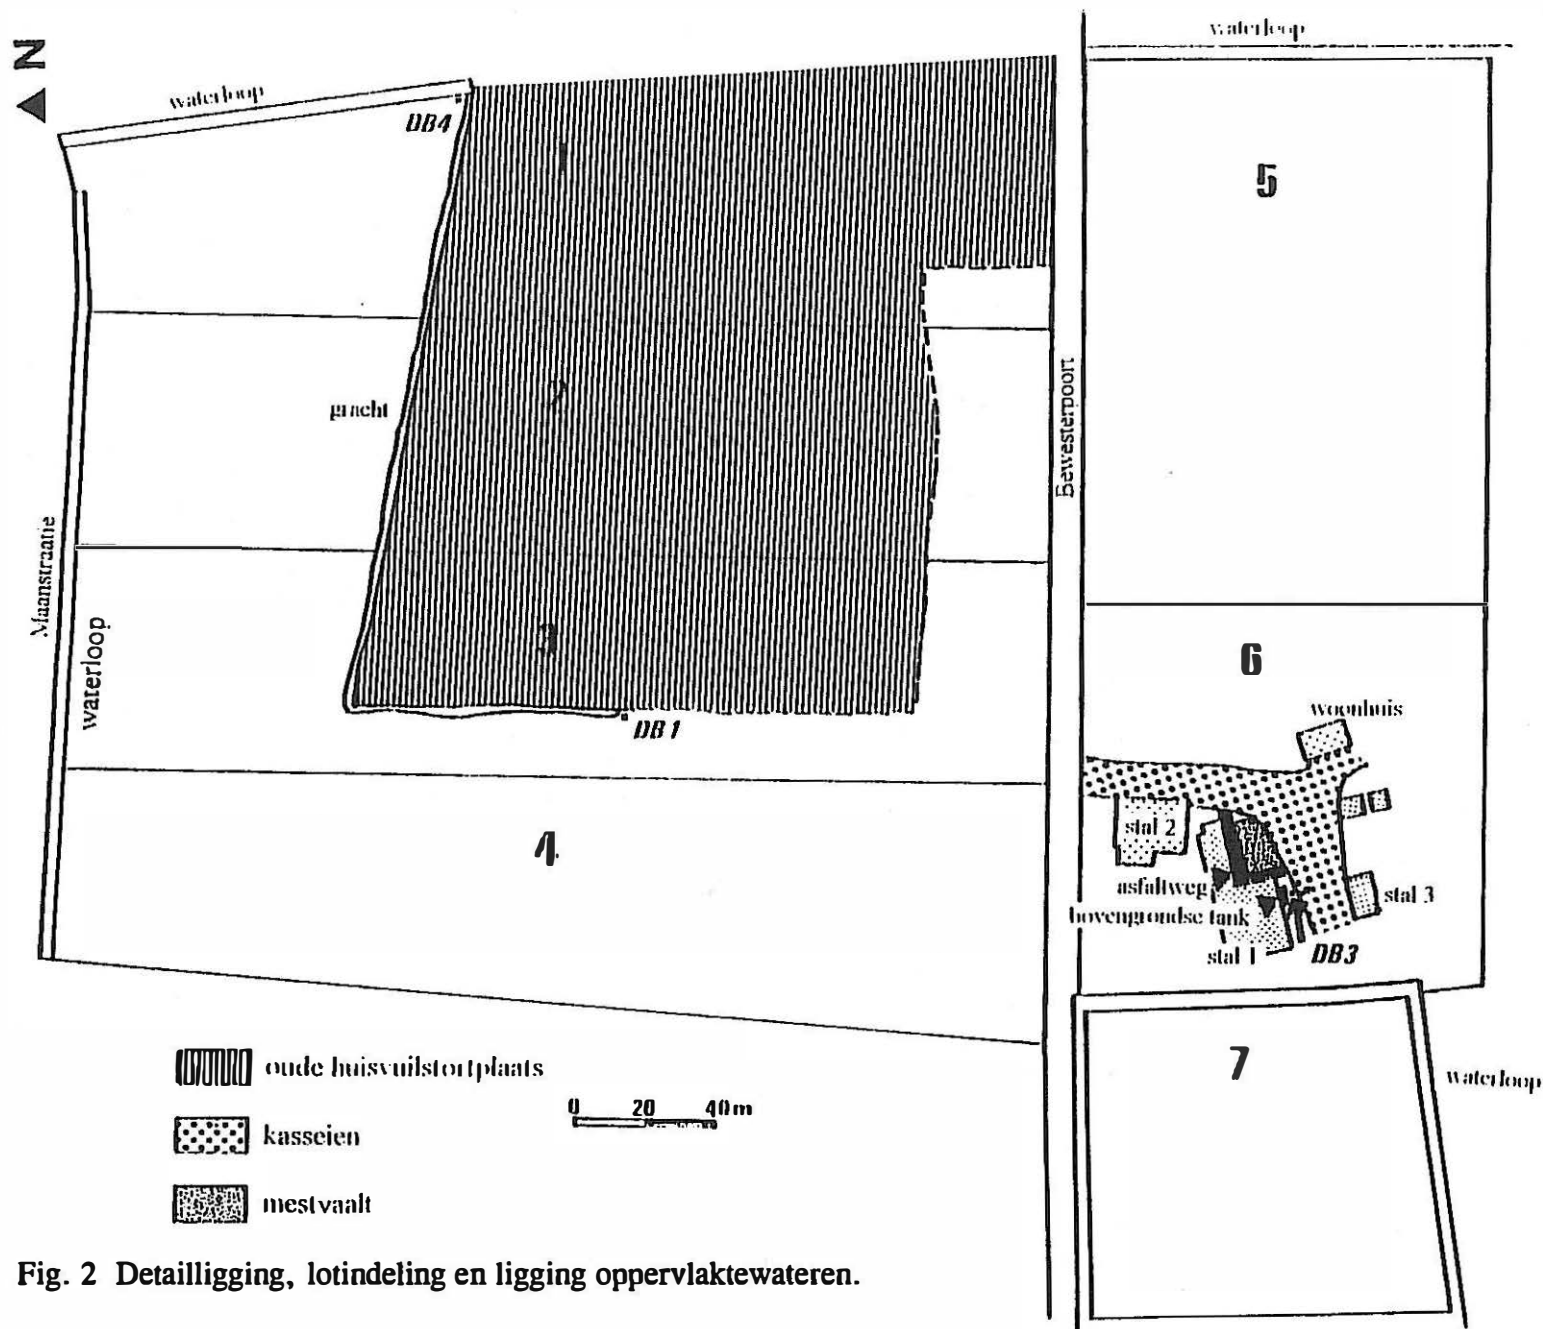 waterloop
N
waterloop
DB4
1
5
2
gracht
Bewesterpoort
Maanstraatje
waterloop
3
6
woonhuis
DB1
4
stal 2
asfaltweg
stal 3
bovengrondse tank
stal 1
DB3
7
waterloop
oude huisvuilstortplaats
0 20 40m
kasseien
mestvaalt
Fig. 2 Detailligging, lotindeling en ligging oppervlaktewateren.